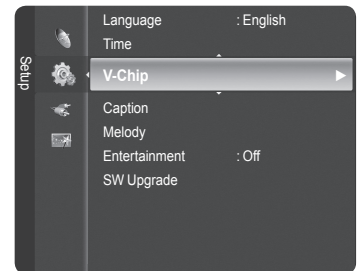 Setup
Language : English
Time
V-Chip
Caption
Melody
Entertainment : Off
SW Upgrade